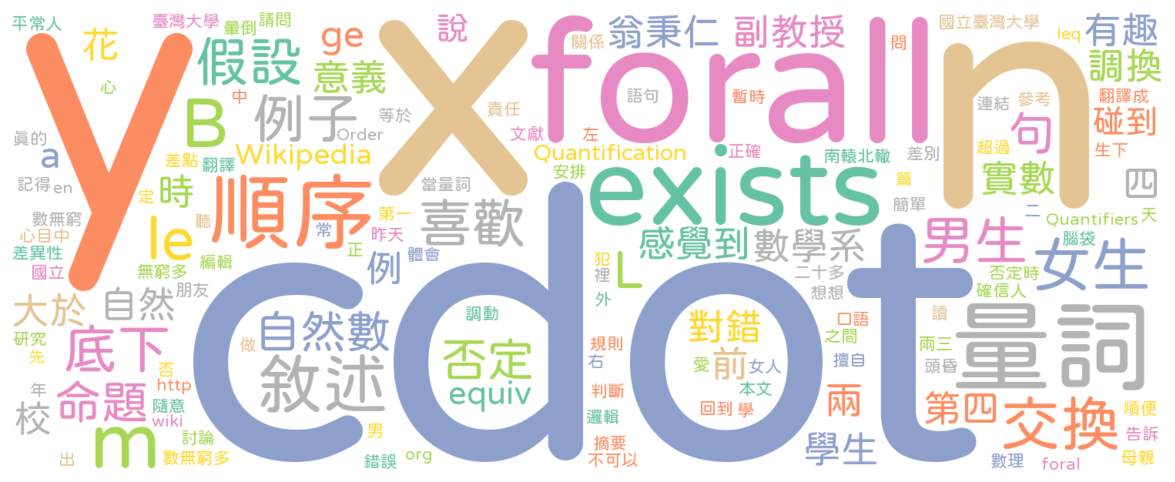 平常人
臺灣大學
暈倒
請問
ge
說
關係
翁秉仁
副教授
問
國立臺灣大學
leq
有趣
花
y
假設
意義
x
forall
n
調換
心
B
中
例子
Order
等於
責任
語句
暫時
連結
參考
翻譯成
句
碰到
真的
a
差點
翻譯
Wikipedia
文獻
左
Quantification
正確
南轅北轍
差別
超過
生下
記得
en
定
時
順序
當量詞
安排
exists
篇
簡單
實數
四
數無窮
心目中
差異性
國立
le
聽
第一
昨天
常
正
體會
喜歡
感覺到
數學系
男生
二
天
Quantifiers
腦袋
女生
無窮多
編輯
例
犯
裡
L
外
二十多
想想
否定時
確信人
大於
自然
朋友
cdot
調動
口語
讀
量詞
底下
自然數
做
對錯
之間
研究
先
敘述
否定
規則
右
愛
前
女人
擅自
兩三
頭昏
年
否
http
命題
隨意
wiki
equiv
判斷
本文
兩
第四
交換
順便
校
m
邏輯
回到
學
告訴
討論
男
出
數無窮多
錯誤
org
摘要
不可以
學生
數理
foral
母親